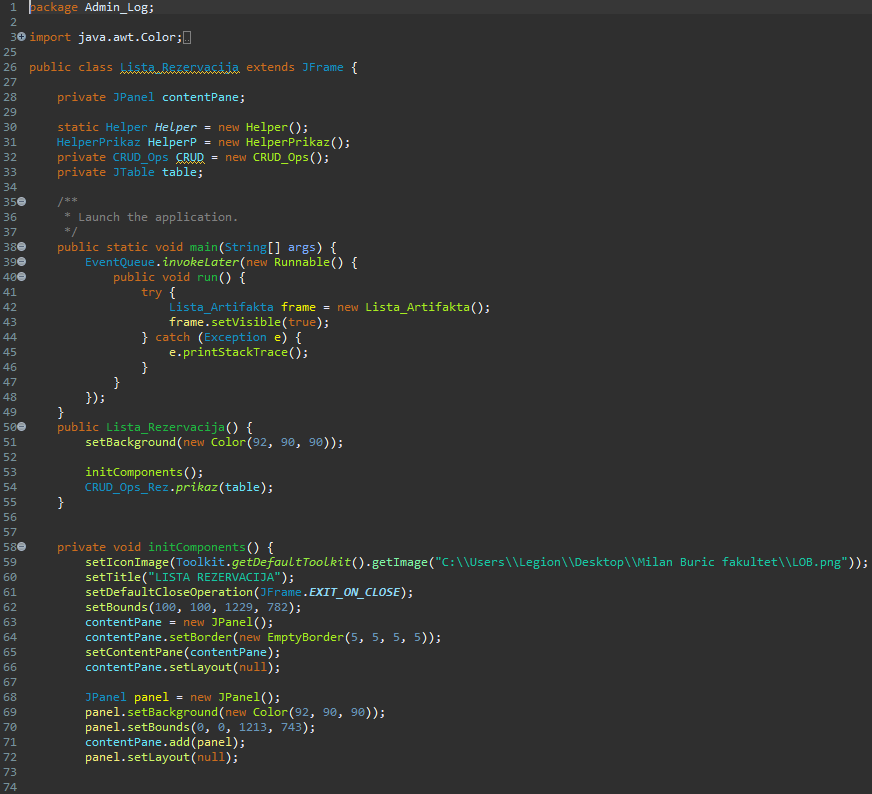 1 package Admin_Log;
2
3 import java.awt.Color;
25
26 public class Lista_Rezervacija extends JFrame {
27
28     private JPanel contentPane;
29
30     static Helper Helper = new Helper();
31     HelperPrikaz HelperP = new HelperPrikaz();
32     private CRUD_Ops CRUD = new CRUD_Ops();
33     private JTable table;
34
35     /**
36      * Launch the application.
37      */
38     public static void main(String[] args) {
39         EventQueue.invokeLater(new Runnable() {
40             public void run() {
41                 try {
42                     Lista_Artifakta frame = new Lista_Artifakta();
43                     frame.setVisible(true);
44                 } catch (Exception e) {
45                     e.printStackTrace();
46                 }
47             }
48         });
49     }
50     public Lista_Rezervacija() {
51         setBackground(new Color(92, 90, 90));
52
53         initComponents();
54         CRUD_Ops_Rez.prikaz(table);
55     }
56
57
58     private void initComponents() {
59         setIconImage(Toolkit.getDefaultToolkit().getImage("C:\\Users\\Legion\\Desktop\\Milan Buric fakultet\\LOB.png"));
60         setTitle("LISTA REZERVACIJA");
61         setDefaultCloseOperation(JFrame.EXIT_ON_CLOSE);
62         setBounds(100, 100, 1229, 782);
63         contentPane = new JPanel();
64         contentPane.setBorder(new EmptyBorder(5, 5, 5, 5));
65         setContentPane(contentPane);
66         contentPane.setLayout(null);
67
68         JPanel panel = new JPanel();
69         panel.setBackground(new Color(92, 90, 90));
70         panel.setBounds(0, 0, 1213, 743);
71         contentPane.add(panel);
72         panel.setLayout(null);
73
74